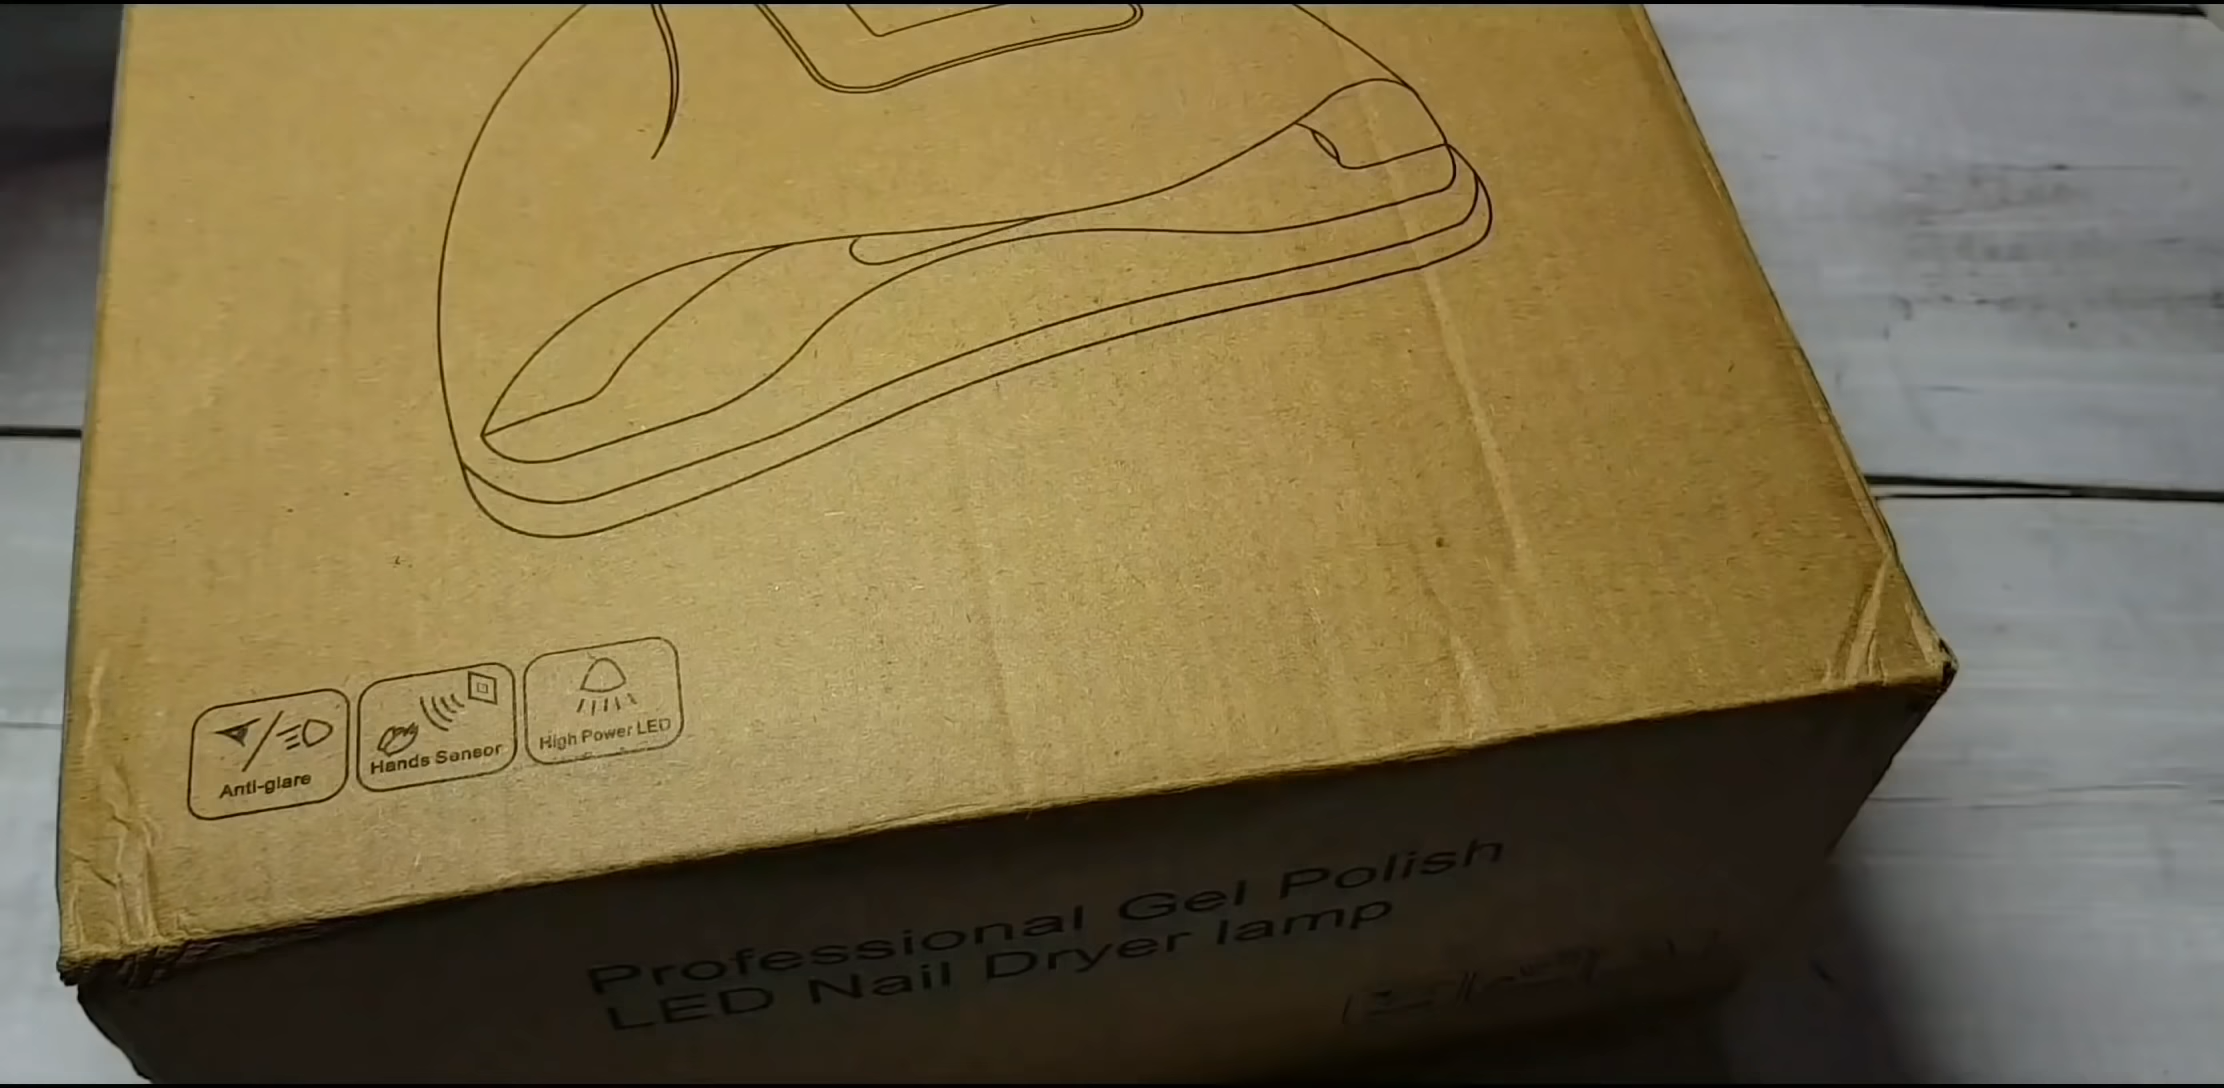 Anti-glare
Hands Sensor
High Power LED
Professional Gel Polish
LED Nail Dryer lamp